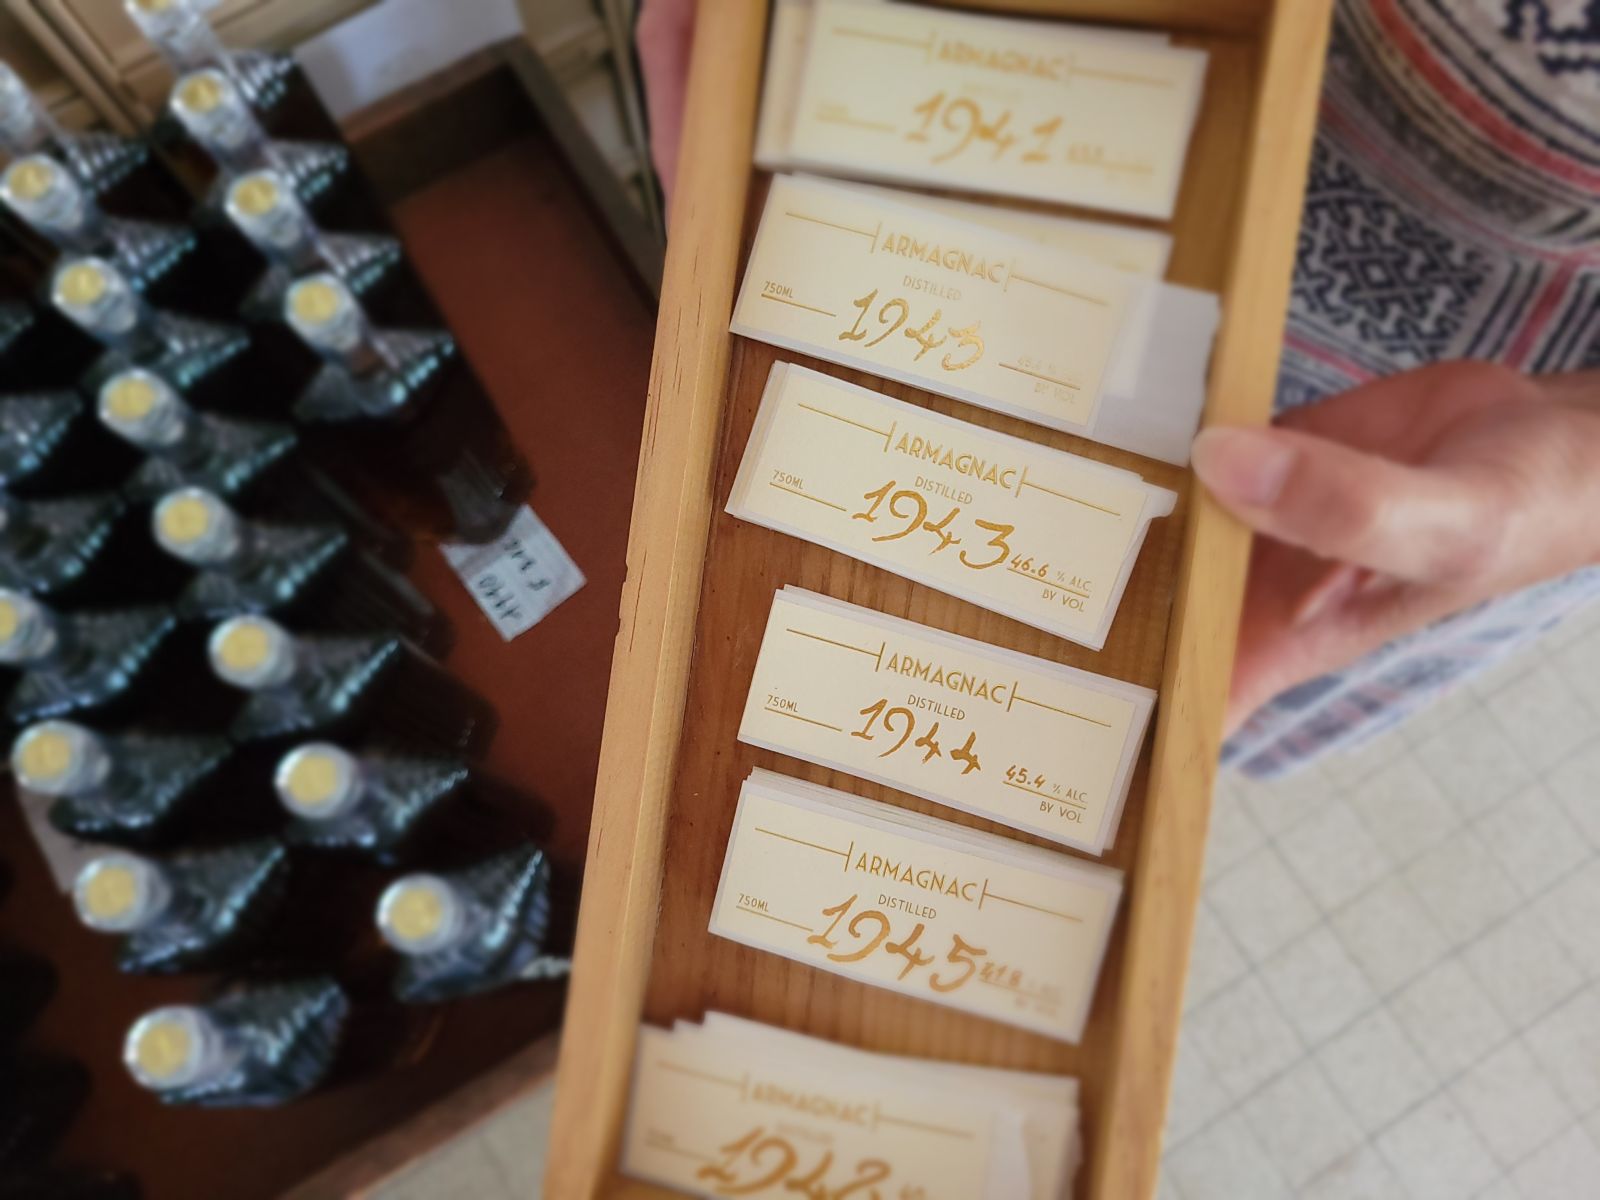 ARMAGNAC
1941
ARMAGNAC
DISTILLED
750ML
1943
BY VOL
ARMAGNAC
DISTILLED
750ML
1943
46.6 % ALC.
BY VOL
ARMAGNAC
DISTILLED
750ML
1944
45.4 % ALC.
BY VOL
ARMAGNAC
DISTILLED
750ML
1945
ARMAGNAC